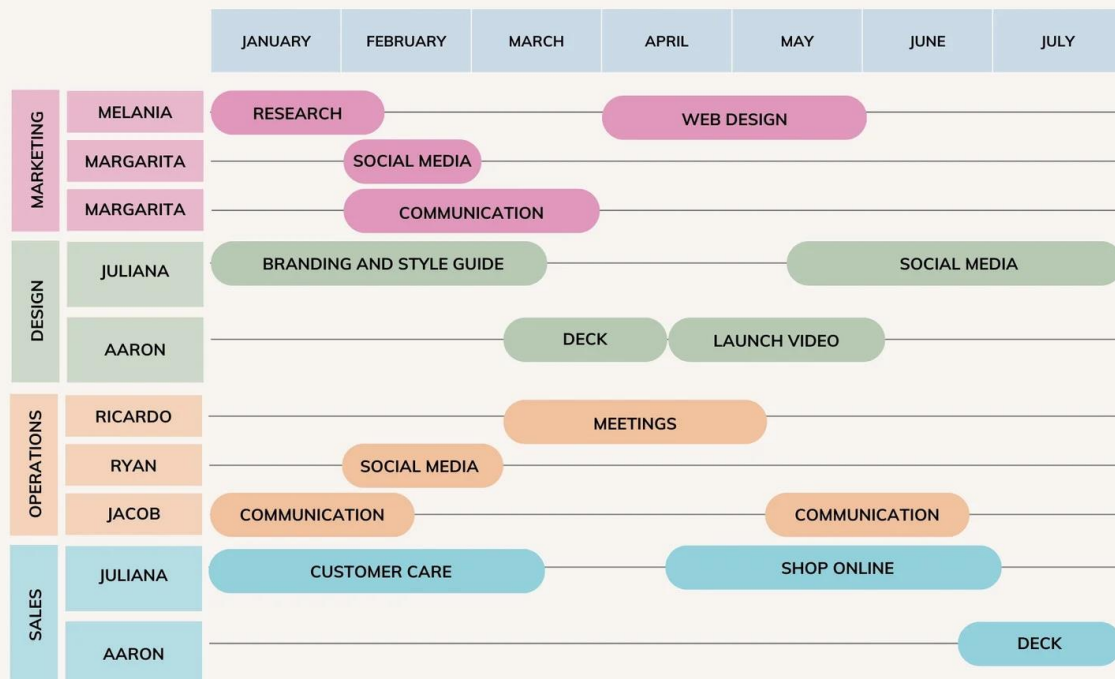 JANUARY FEBRUARY MARCH APRIL MAY JUNE JULY
MARKETING
MELANIA RESEARCH WEB DESIGN
MARGARITA SOCIAL MEDIA
MARGARITA COMMUNICATION
DESIGN
JULIANA BRANDING AND STYLE GUIDE SOCIAL MEDIA
AARON DECK LAUNCH VIDEO
OPERATIONS
RICARDO MEETINGS
RYAN SOCIAL MEDIA
JACOB COMMUNICATION COMMUNICATION
SALES
JULIANA CUSTOMER CARE SHOP ONLINE
AARON DECK